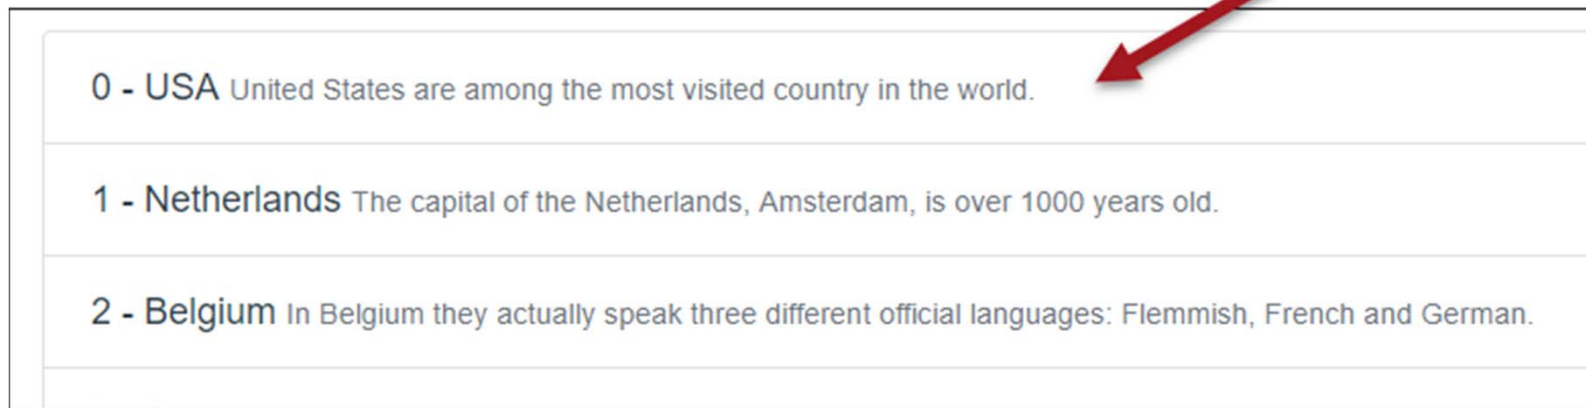 0 - USA United States are among the most visited country in the world.
1 - Netherlands The capital of the Netherlands, Amsterdam, is over 1000 years old.
2 - Belgium In Belgium they actually speak three different official languages: Flemmish, French and German.